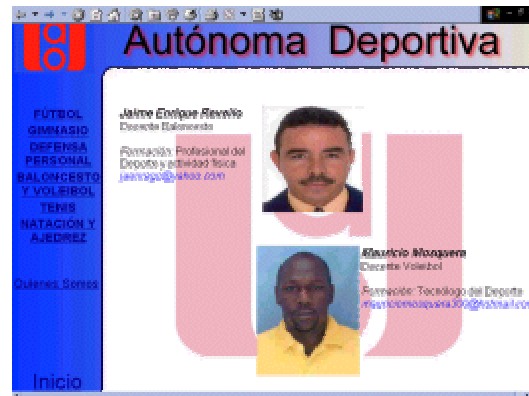 Autónoma Deportiva
FÚTBOL
GIMNASIO
DEFENSA
PERSONAL
BALONCESTO
Y VOLEIBOL
TENIS
NATACIÓN Y
AJEDREZ
Quienes Somos
Inicio
Jaime Enrique
Docente Baloncesto
Formación: Profesional del
Deporte y actividad física
Mauricio Mosquera
Docente Voleibol
Formación: Tecnólogo del Deporte